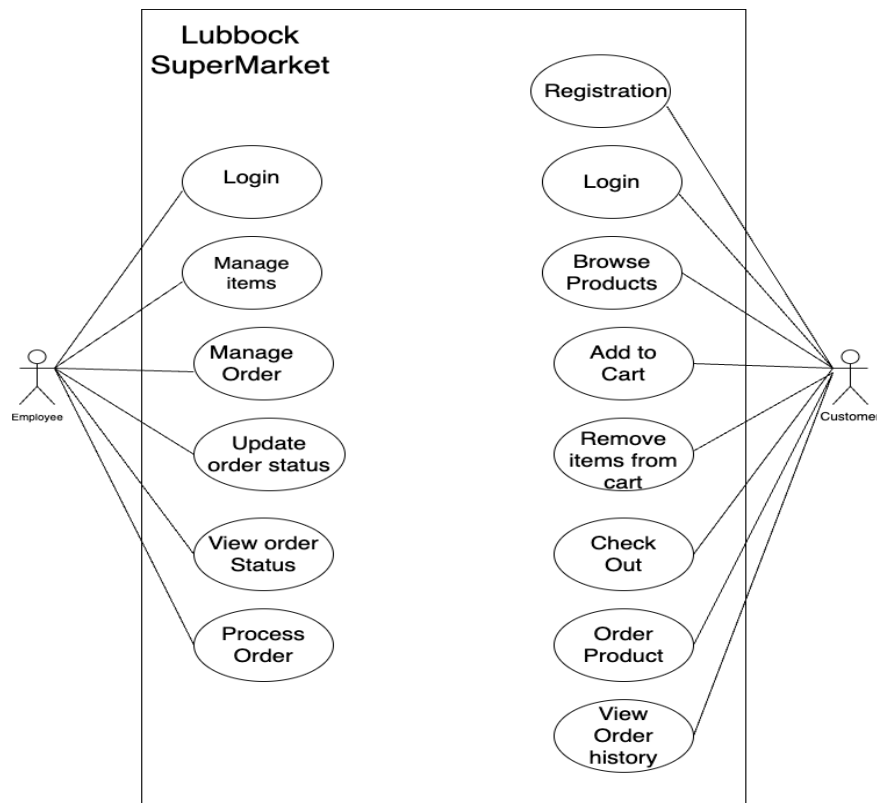 Lubbock
SuperMarket
Registration
Login
Login
Manage
items
Browse
Products
Manage
Order
Add to
Cart
Employee
Customer
Update
order status
Remove
items from
cart
View order
Status
Check
Out
Process
Order
Order
Product
View
Order
history